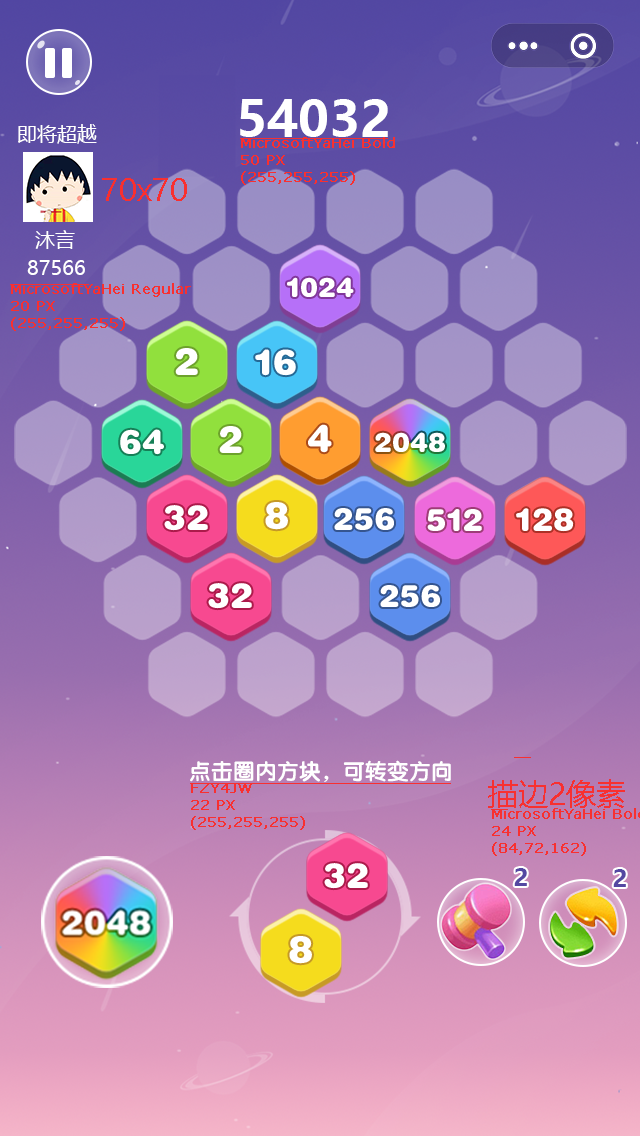 54032
MicrosoftYaHei Bold
50 PX
(255,255,255)
即将超越
70x70
沐言
87566
MicrosoftYaHei Regular
20 PX
(255,255,255)
1024
2 16
64 2 4 2048
32 8 256 512 128
32 256
点击圈内方块，可转变方向
FZY4JW
22 PX
(255,255,255)
描边2像素
MicrosoftYaHei Bold
24 PX
(84,72,162)
2048
32
8
2
2